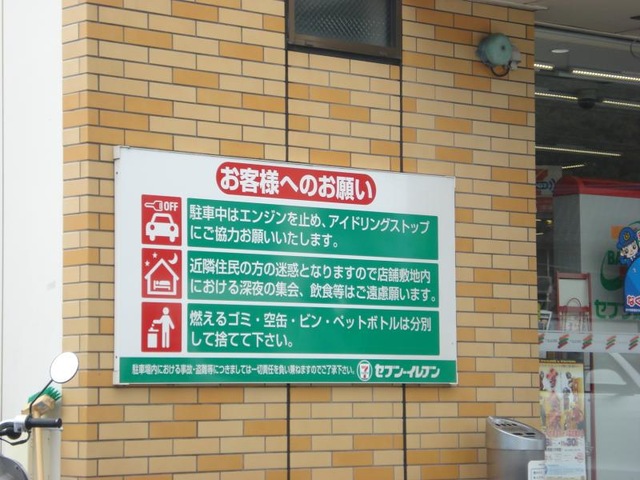 お客様へのお願い
OFF
駐車中はエンジンを止め、アイドリングストップ
にご協力お願いいたします。
近隣住民の方の迷惑となりますので店舗敷地内
における深夜の集会、飲食等はご遠慮願います。
燃えるゴミ・空缶・ビン・ペットボトルは分別
して捨てて下さい。
駐車場内における事故・盗難等につきましては一切責任を負い兼ねますのでご了承下さい。
セブン-イレブン